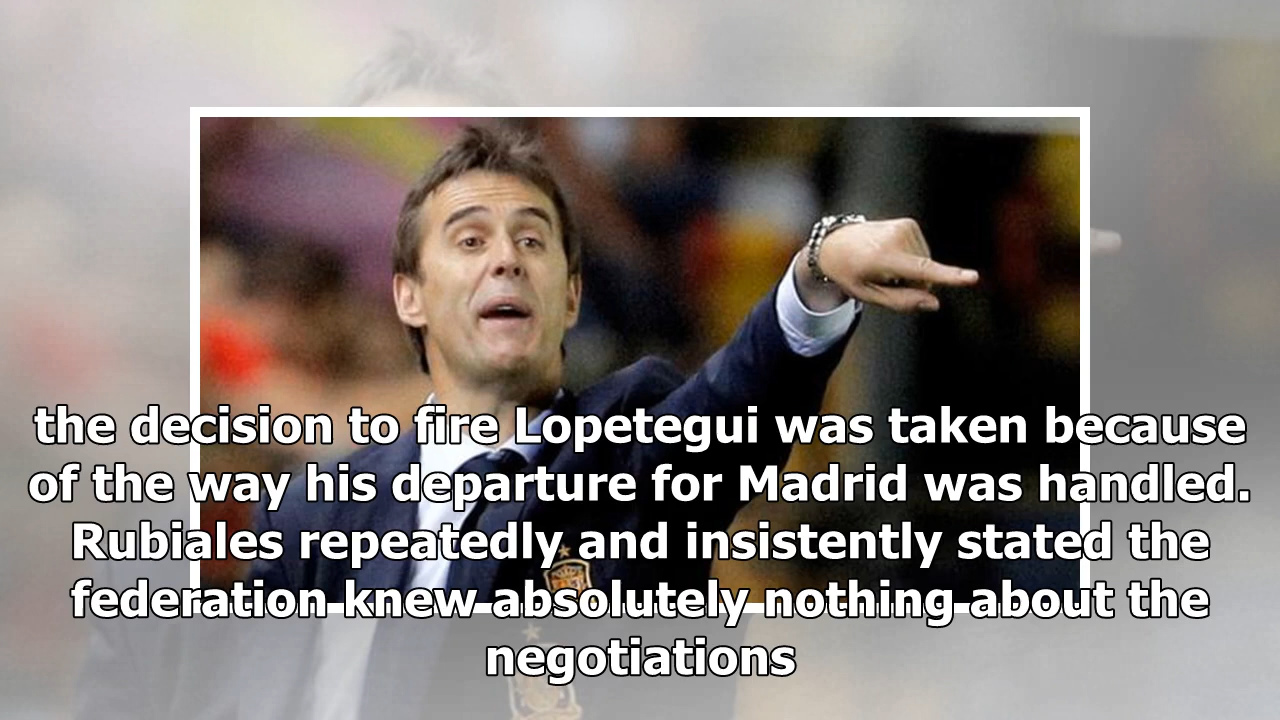 the decision to fire Lopetegui was taken because
of the way his departure for Madrid was handled.
Rubiales repeatedly and insistently stated the
federation knew absolutely nothing about the
negotiations